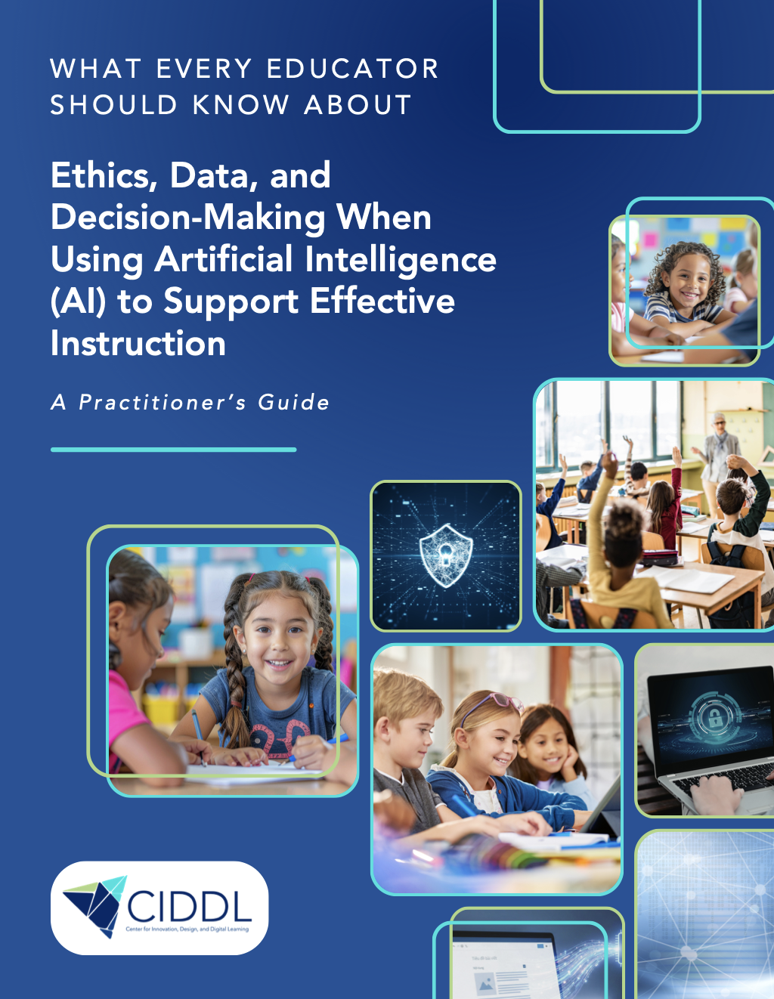 WHAT EVERY EDUCATOR
SHOULD KNOW ABOUT
Ethics, Data, and
Decision-Making When
Using Artificial Intelligence
(AI) to Support Effective
Instruction
A Practitioner’s Guide
CIDDL
Center for Innovation, Design, and Digital Learning